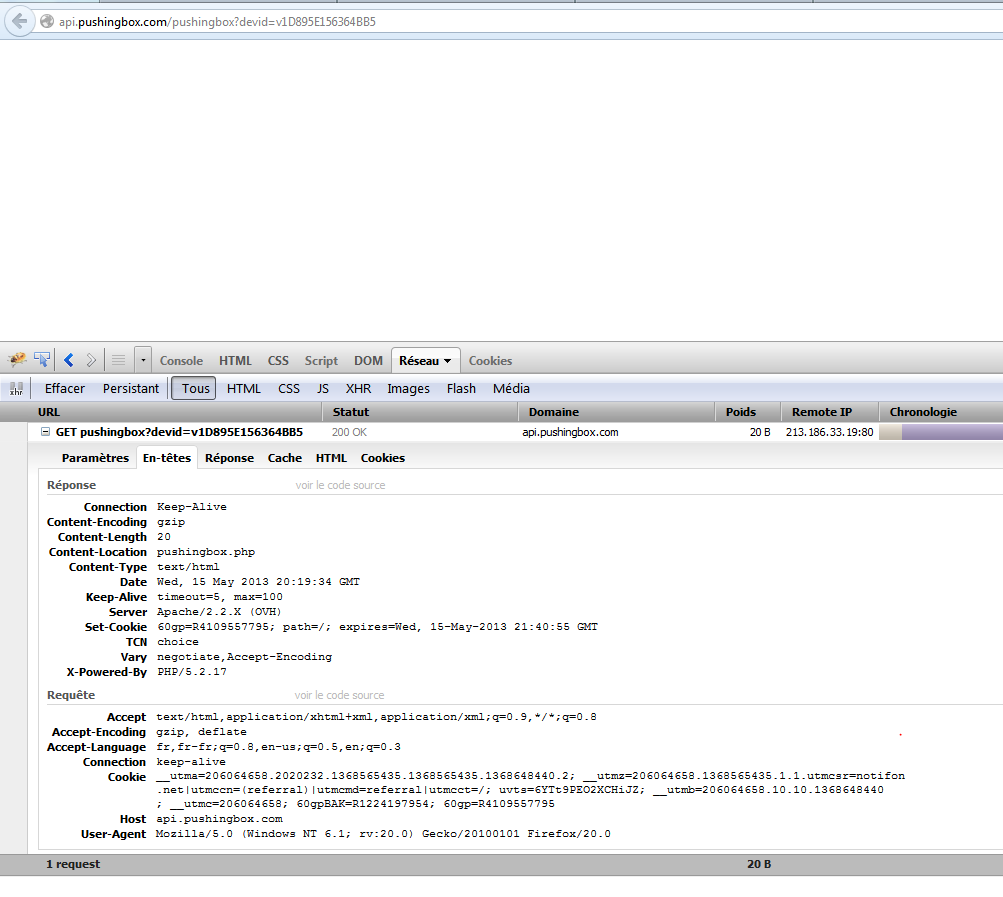 api.pushingbox.com/pushingbox?devid=v1D895E156364BB5
Console HTML CSS Script DOM Réseau Cookies
xhr Effacer Persistant Tous HTML CSS JS XHR Images Flash Média
URL Statut Domaine Poids Remote IP Chronologie
GET pushingbox?devid=v1D895E156364BB5 200 OK api.pushingbox.com 20 B 213.186.33.19:80
Paramètres En-têtes Réponse Cache HTML Cookies
Réponse voir le code source
Connection Keep-Alive
Content-Encoding gzip
Content-Length 20
Content-Location pushingbox.php
Content-Type text/html
Date Wed, 15 May 2013 20:19:34 GMT
Keep-Alive timeout=5, max=100
Server Apache/2.2.X (OVH)
Set-Cookie 60gp=R4109557795; path=/; expires=Wed, 15-May-2013 21:40:55 GMT
TCN choice
Vary negotiate,Accept-Encoding
X-Powered-By PHP/5.2.17
Requête voir le code source
Accept text/html,application/xhtml+xml,application/xml;q=0.9,*/*;q=0.8
Accept-Encoding gzip, deflate
Accept-Language fr,fr-fr;q=0.8,en-us;q=0.5,en;q=0.3
Connection keep-alive
Cookie __utma=206064658.2020232.1368565435.1368565435.1368648440.2; __utmz=206064658.1368565435.1.1.utmcsr=notifon
.net|utmccn=(referral)|utmcmd=referral|utmcct=/; uvts=6YTt9PEO2XCHiJZ; __utmb=206064658.10.10.1368648440
; __utmc=206064658; 60gpBAK=R1224197954; 60gp=R4109557795
Host api.pushingbox.com
User-Agent Mozilla/5.0 (Windows NT 6.1; rv:20.0) Gecko/20100101 Firefox/20.0
1 request 20 B